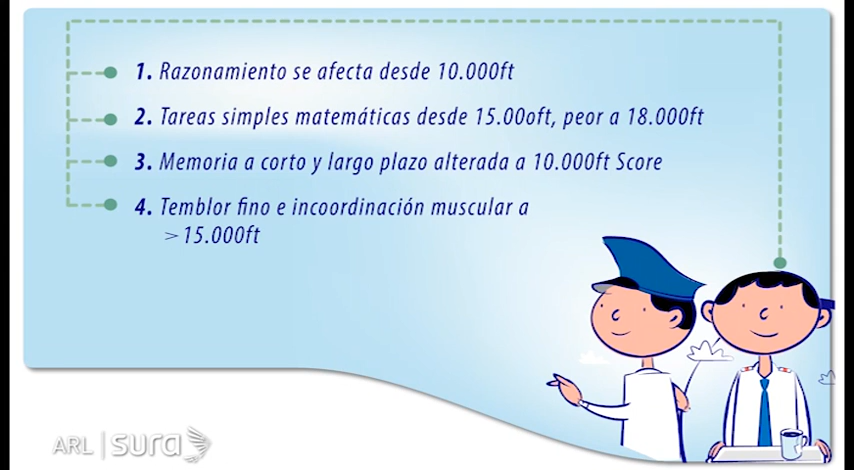 1. Razonamiento se afecta desde 10.000ft
2. Tareas simples matemáticas desde 15.00oft, peor a 18.000ft
3. Memoria a corto y largo plazo alterada a 10.000ft Score
4. Temblor fino e incoordinación muscular a
> 15.000ft
ARL | sura